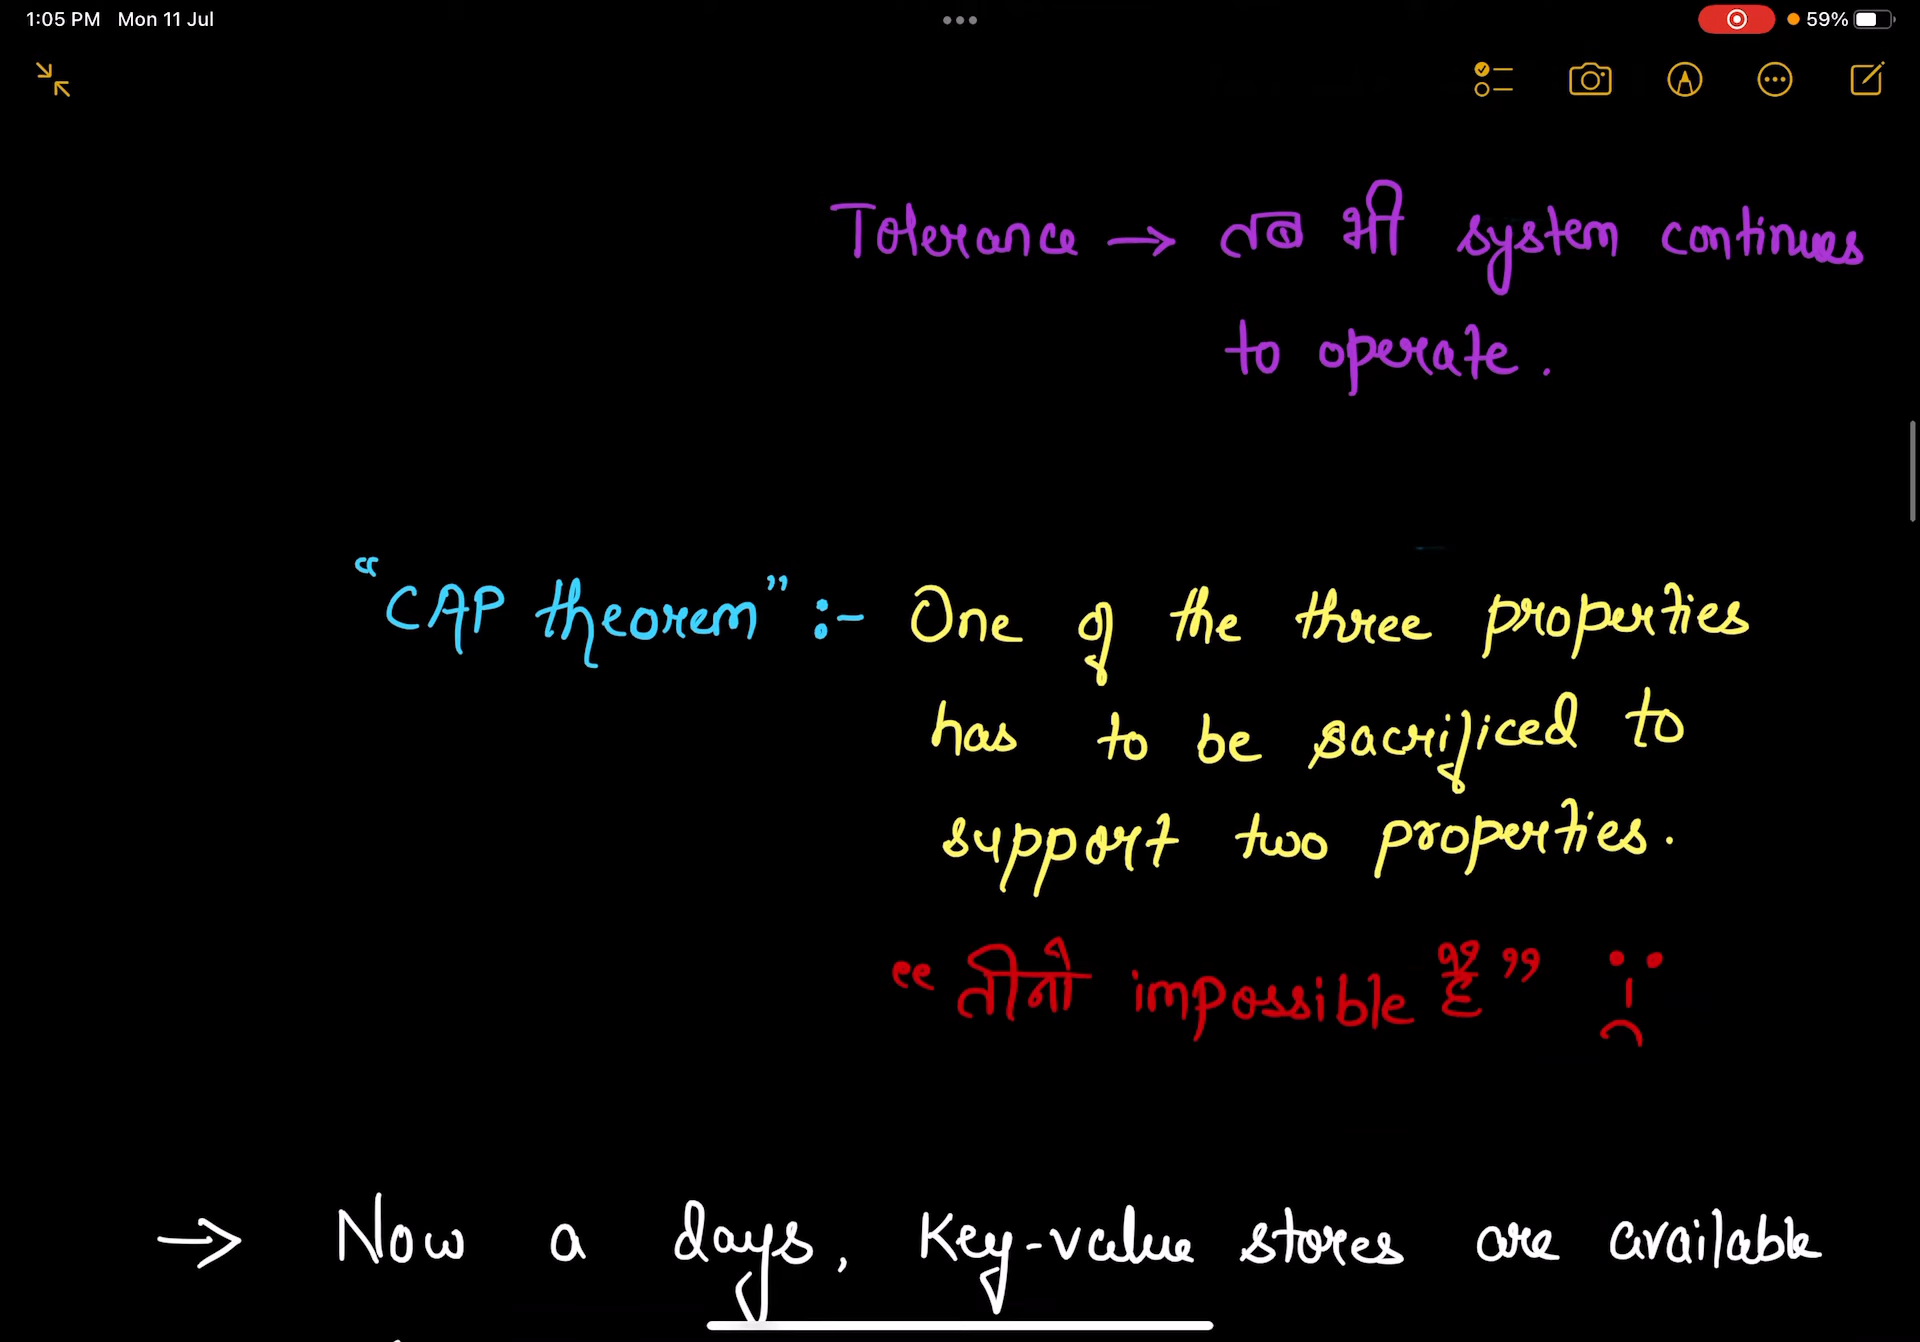 1:05 PM Mon 11 Jul
59%
Tolerance → तब भी system continues
to operate.
"CAP theorem" :- One of the three properties
has to be sacrificed to
support two properties.
"तीनो impossible हैं"
→ Now a days, Key-value stores are available